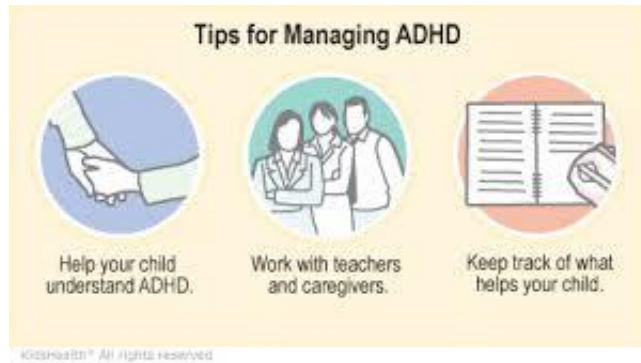 Tips for Managing ADHD
Help your child
understand ADHD.
Work with teachers
and caregivers.
Keep track of what
helps your child.
KidsHealth® All rights reserved